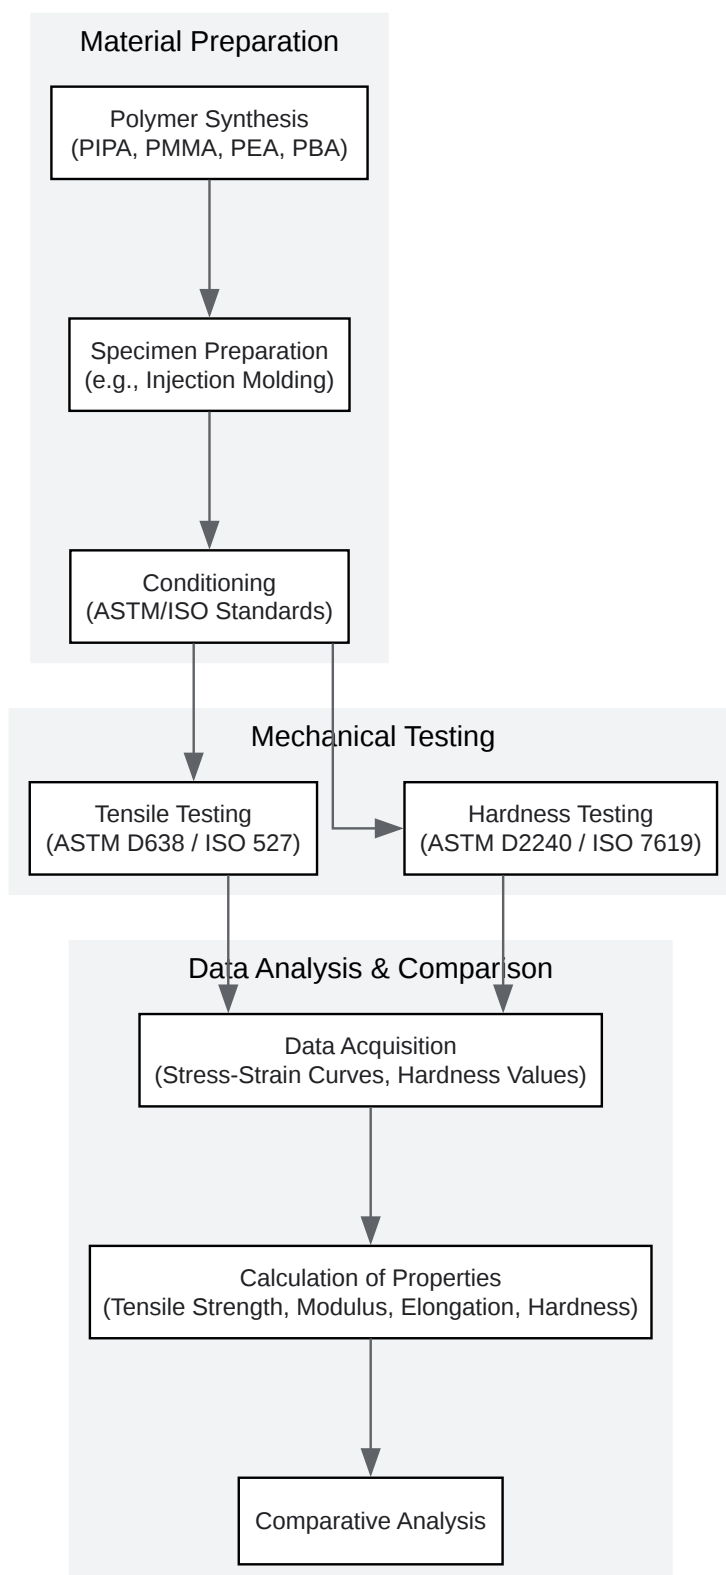 Material Preparation
Polymer Synthesis
(PIPA, PMMA, PEA, PBA)
Specimen Preparation
(e.g., Injection Molding)
Conditioning
(ASTM/ISO Standards)
Mechanical Testing
Tensile Testing
(ASTM D638 / ISO 527)
Hardness Testing
(ASTM D2240 / ISO 7619)
Data Analysis & Comparison
Data Acquisition
(Stress-Strain Curves, Hardness Values)
Calculation of Properties
(Tensile Strength, Modulus, Elongation, Hardness)
Comparative Analysis